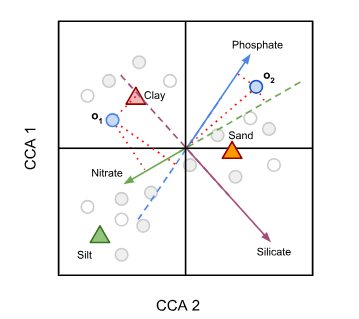 Phosphate
o2
Clay
o1
Sand
CCA 1
Nitrate
Silt
Silicate
CCA 2